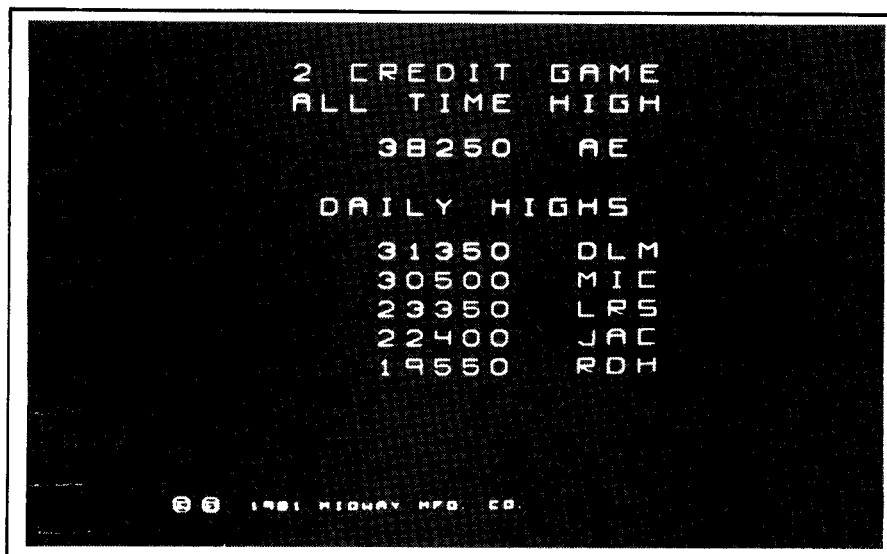 2 CREDIT GAME
ALL TIME HIGH
38250 AE
DAILY HIGHS
31350 DLM
30500 MIC
23350 LRS
22400 JAC
19550 RDH
1981 MIDWAY MFG. CO.